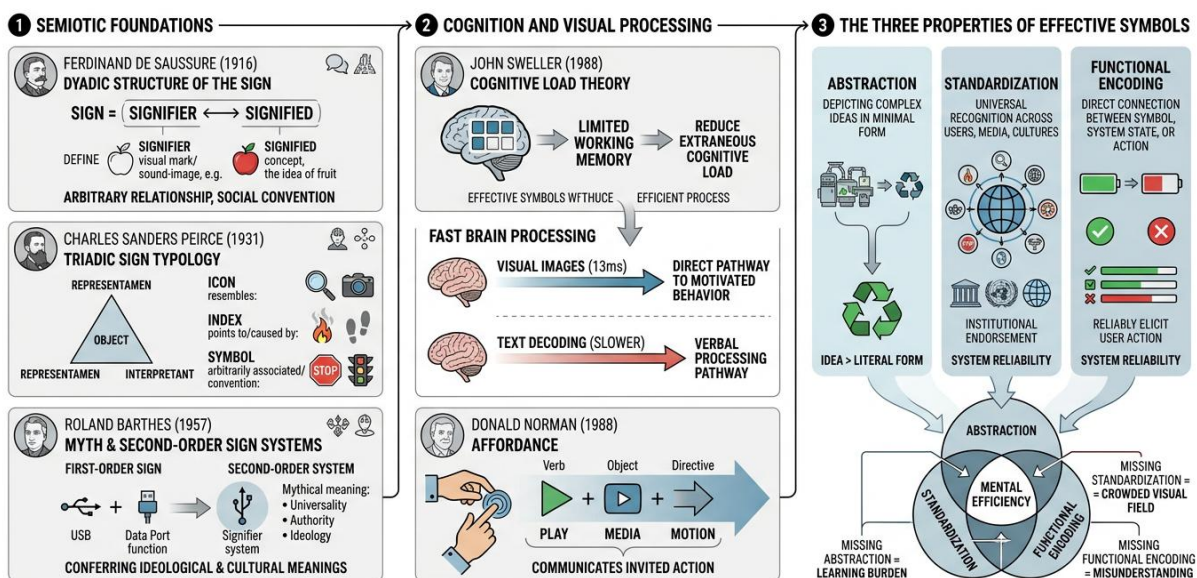 1 SEMIOTIC FOUNDATIONS
FERDINAND DE SAUSSURE (1916)
DYADIC STRUCTURE OF THE SIGN
SIGN = SIGNIFIER ⟷ SIGNIFIED
DEFINE
SIGNIFIER
visual mark/
sound-image, e.g.
SIGNIFIED
concept,
the idea of fruit
ARBITRARY RELATIONSHIP, SOCIAL CONVENTION
CHARLES SANDERS PEIRCE (1931)
TRIADIC SIGN TYPOLOGY
REPRESENTAMEN
OBJECT
REPRESENTAMEN
INTERPRETANT
ICON
resembles:
INDEX
points to/caused by:
SYMBOL
arbitrarily associated/
convention:
STOP
ROLAND BARTHES (1957)
MYTH & SECOND-ORDER SIGN SYSTEMS
FIRST-ORDER SIGN
USB
+
Data Port
function
SECOND-ORDER SYSTEM
Signifier
system
Mythical meaning:
• Universality
• Authority
• Ideology
CONFERRING IDEOLOGICAL & CULTURAL MEANINGS
2 COGNITION AND VISUAL PROCESSING
JOHN SWELLER (1988)
COGNITIVE LOAD THEORY
LIMITED
WORKING
MEMORY
REDUCE
EXTRANEOUS
COGNITIVE
LOAD
EFFECTIVE SYMBOLS WFTHUCE
EFFICIENT PROCESS
FAST BRAIN PROCESSING
VISUAL IMAGES (13ms)
DIRECT PATHWAY
TO MOTIVATED
BEHAVIOR
TEXT DECODING (SLOWER)
VERBAL
PROCESSING
PATHWAY
DONALD NORMAN (1988)
AFFORDANCE
Verb
Object
Directive
+
+
PLAY
MEDIA
MOTION
COMMUNICATES INVITED ACTION
3 THE THREE PROPERTIES OF EFFECTIVE SYMBOLS
ABSTRACTION
DEPICTING COMPLEX
IDEAS IN MINIMAL
FORM
IDEA > LITERAL FORM
STANDARDIZATION
UNIVERSAL
RECOGNITION ACROSS
USERS, MEDIA, CULTURES
STOP
INSTITUTIONAL
ENDORSEMENT
SYSTEM RELIABILITY
FUNCTIONAL
ENCODING
DIRECT CONNECTION
BETWEEN SYMBOL,
SYSTEM STATE, OR
ACTION
RELIABLY ELICIT
USER ACTION
SYSTEM RELIABILITY
ABSTRACTION
MENTAL
EFFICIENCY
STANDARDIZATION
FUNCTIONAL
ENCODING
MISSING
ABSTRACTION=
LEARNING BURDEN
MISSING
STANDARDIZATION =
= CROWDED VISUAL
FIELD
MISSING
FUNCTIONAL ENCODING
= MISUNDERSTANDING